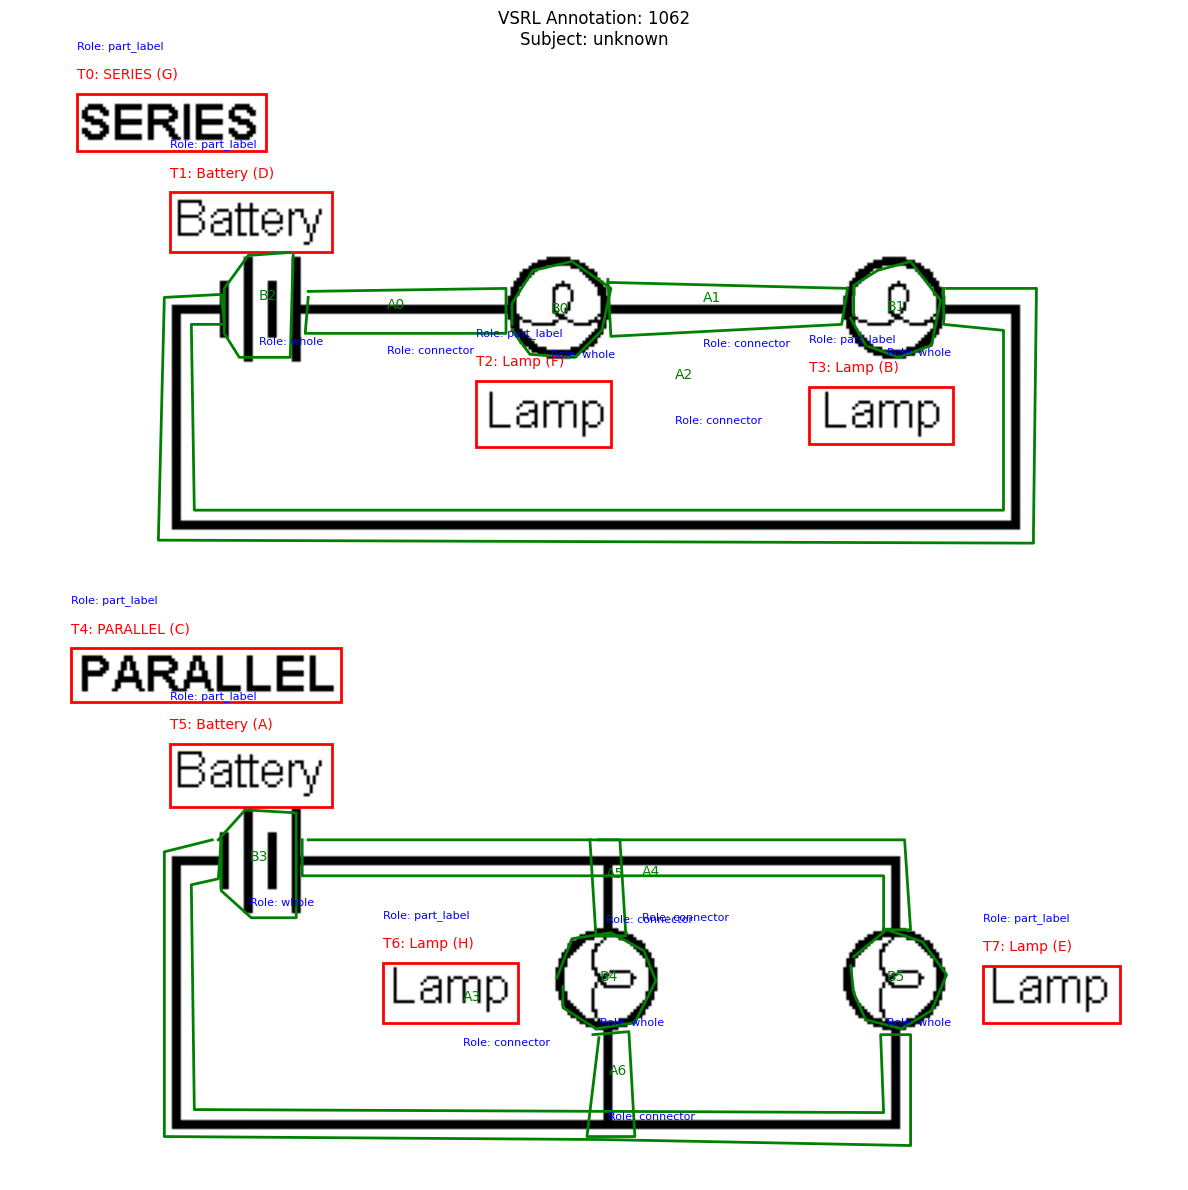 VSRL Annotation: 1062
Subject: unknown
Role: part_label
T0: SERIES (G)
SERIES
Role: part_label
T1: Battery (D)
Battery
B2
A0
B0
A1
B1
Role: whole
Role: connector
Role: part_label
Role: whole
T2: Lamp (F)
Role: connector
Role: part_label
Role: whole
T3: Lamp (B)
A2
Lamp
Role: connector
Lamp
Role: part_label
T4: PARALLEL (C)
PARALLEL
Role: part_label
T5: Battery (A)
Battery
B3
A5
A4
Role: whole
Role: part_label
Role: connector
Role: connector
Role: part_label
T6: Lamp (H)
T7: Lamp (E)
Lamp
A3
B4
B5
Lamp
Role: connector
Role: whole
Role: whole
A6
Role: connector